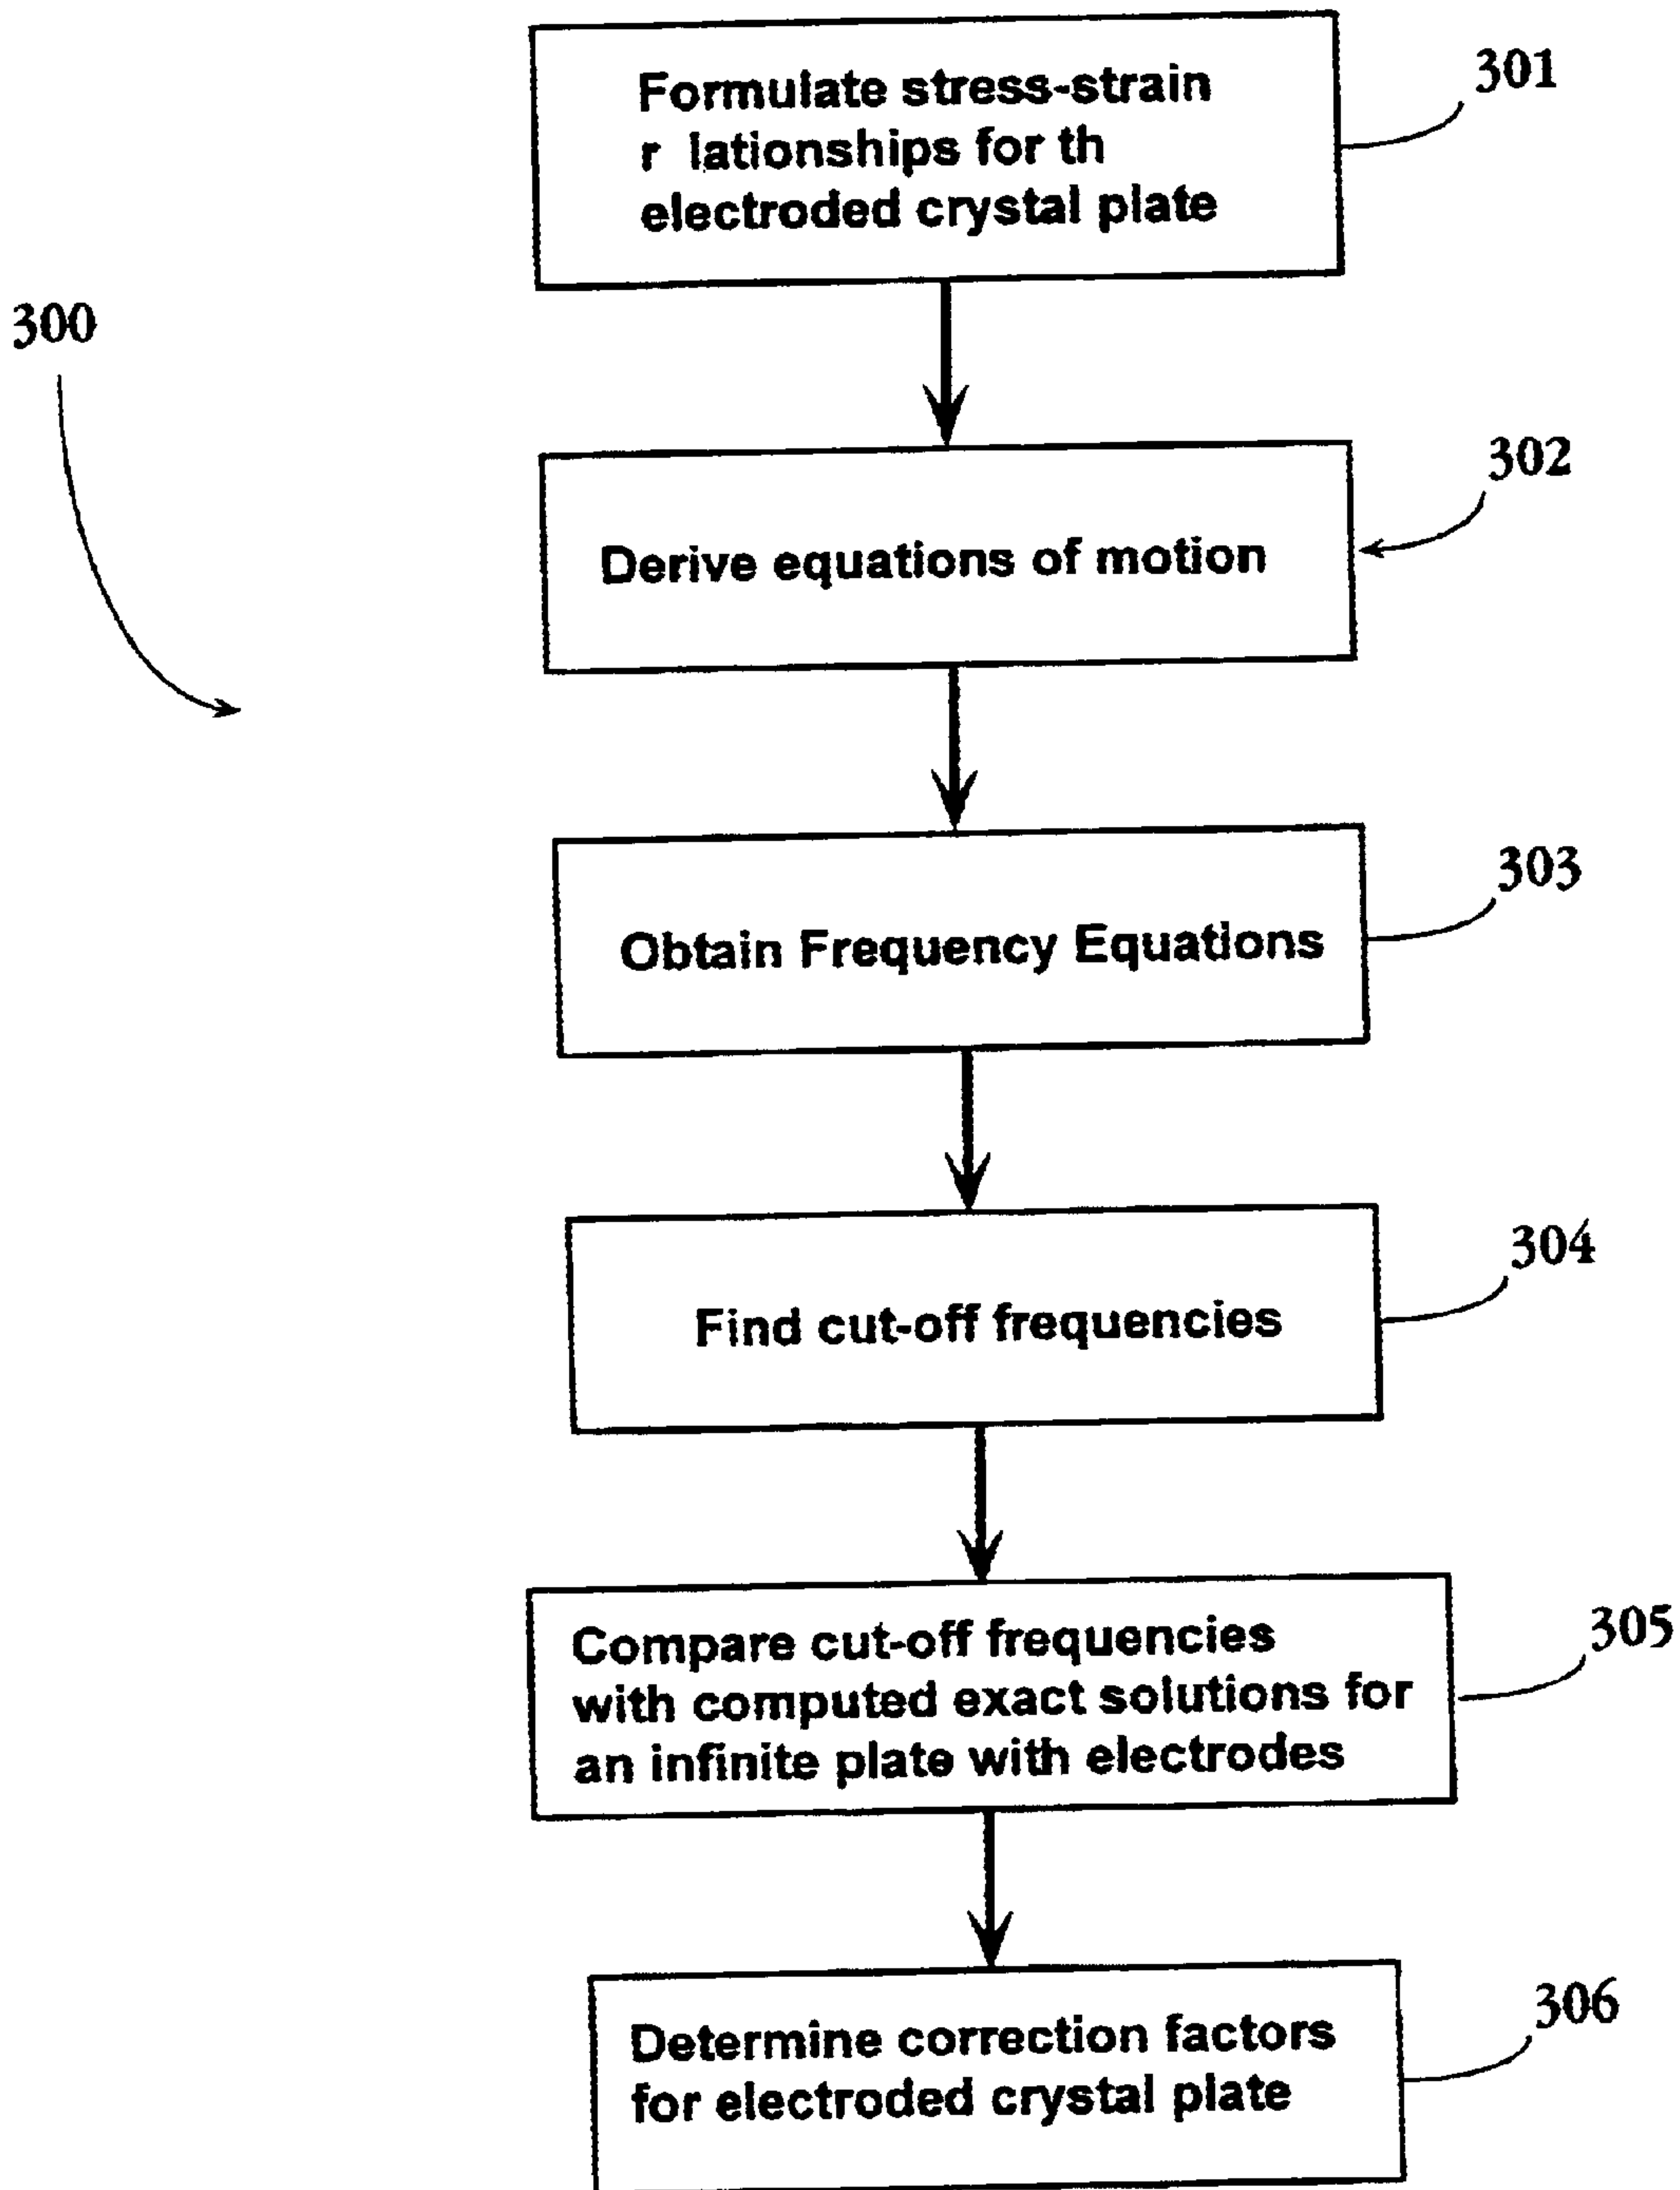 Formulate stress-strain
r lationships for th
electroded crystal plate
301
300
Derive equations of motion
302
Obtain Frequency Equations
303
Find cut-off frequencies
304
Compare cut-off frequencies
with computed exact solutions for
an infinite plate with electrodes
305
Determine correction factors
for electroded crystal plate
306